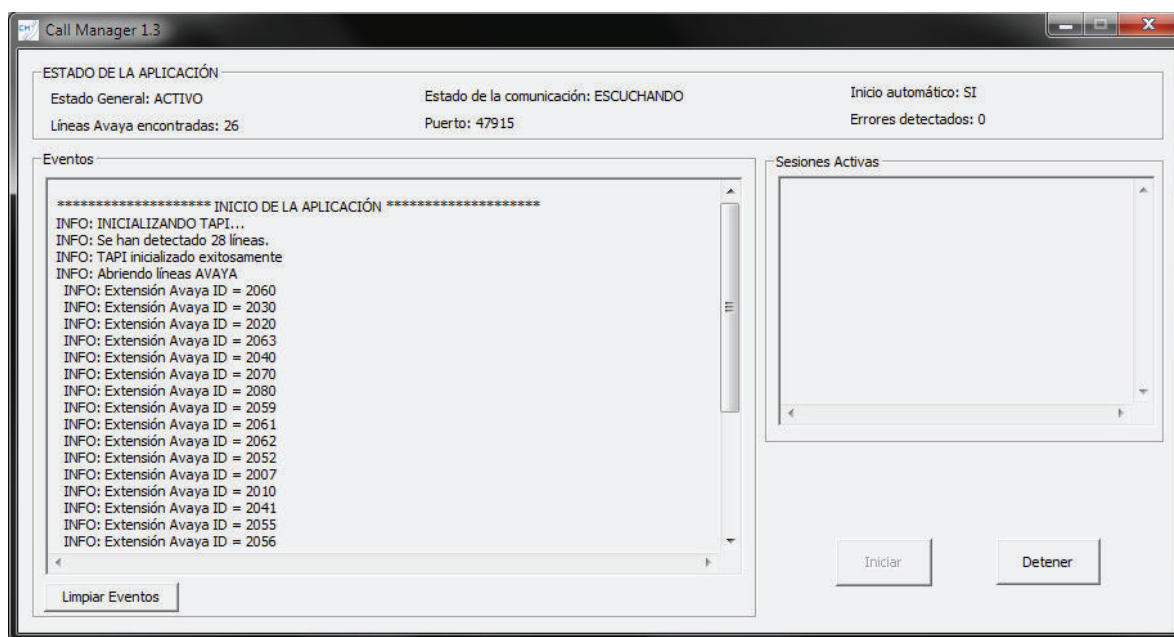 Call Manager 1.3
ESTADO DE LA APLICACIÓN
Estado General: ACTIVO
Estado de la comunicación: ESCUCHANDO
Inicio automático: SI
Líneas Avaya encontradas: 26
Puerto: 47915
Errores detectados: 0
Eventos
******************** INICIO DE LA APLICACIÓN ********************
INFO: INICIALIZANDO TAPI...
INFO: Se han detectado 28 líneas.
INFO: TAPI inicializado exitosamente
INFO: Abriendo líneas AVAYA
INFO: Extensión Avaya ID = 2060
INFO: Extensión Avaya ID = 2030
INFO: Extensión Avaya ID = 2020
INFO: Extensión Avaya ID = 2063
INFO: Extensión Avaya ID = 2040
INFO: Extensión Avaya ID = 2070
INFO: Extensión Avaya ID = 2080
INFO: Extensión Avaya ID = 2059
INFO: Extensión Avaya ID = 2061
INFO: Extensión Avaya ID = 2062
INFO: Extensión Avaya ID = 2052
INFO: Extensión Avaya ID = 2007
INFO: Extensión Avaya ID = 2010
INFO: Extensión Avaya ID = 2041
INFO: Extensión Avaya ID = 2055
INFO: Extensión Avaya ID = 2056
Limpiar Eventos
Sesiones Activas
Iniciar
Detener